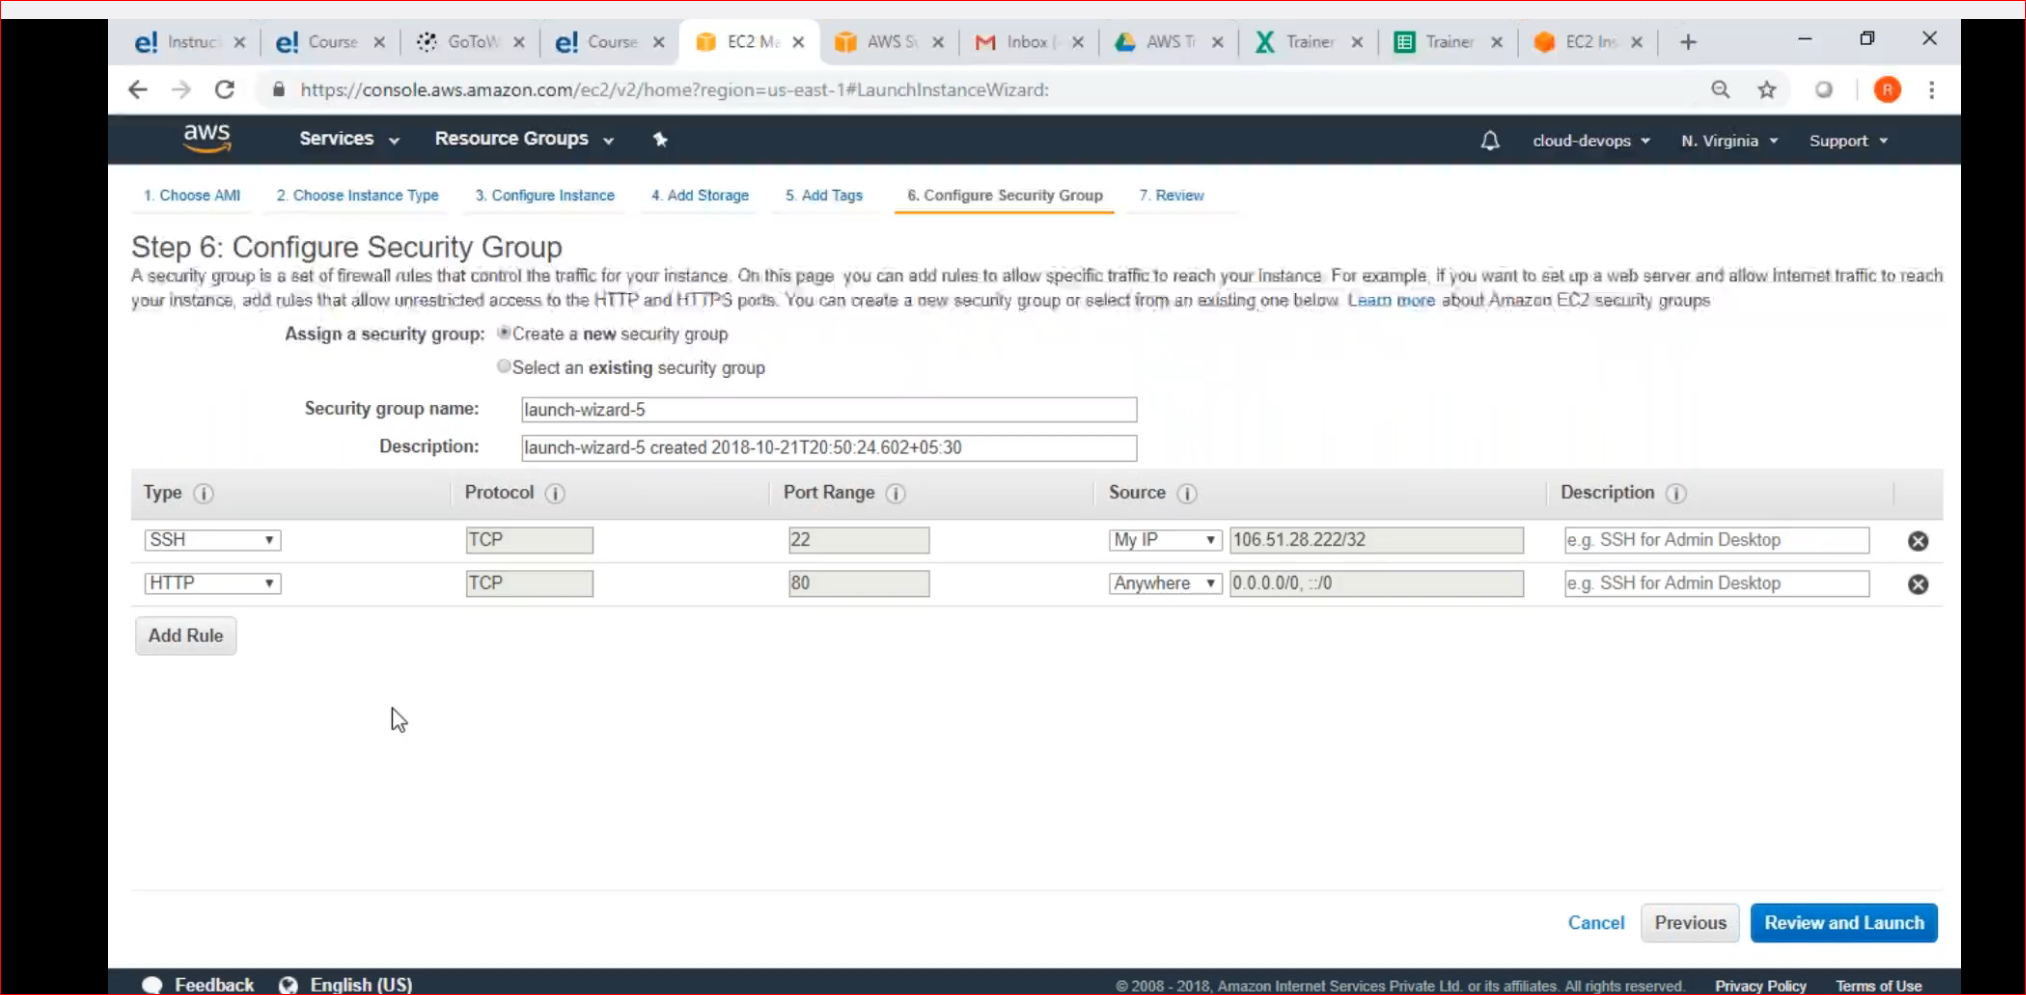 e! Instruc
e! Course
GoToW
e! Course
EC2 Ma
AWS S
M Inbox (
AWS Tr
X Trainer
Trainer
EC2 Ins
https://console.aws.amazon.com/ec2/v2/home?region=us-east-1#LaunchInstanceWizard:
R
aws Services Resource Groups cloud-devops N. Virginia Support
1. Choose AMI 2. Choose Instance Type 3. Configure Instance 4. Add Storage 5. Add Tags 6. Configure Security Group 7. Review
Step 6: Configure Security Group
A security group is a set of firewall rules that control the traffic for your instance. On this page, you can add rules to allow specific traffic to reach your instance. For example, if you want to set up a web server and allow Internet traffic to reach
your instance, add rules that allow unrestricted access to the HTTP and HTTPS ports. You can create a new security group or select from an existing one below. Learn more about Amazon EC2 security groups
Assign a security group: Create a new security group
Select an existing security group
Security group name: launch-wizard-5
Description: launch-wizard-5 created 2018-10-21T20:50:24.602+05:30
Type i Protocol i Port Range i Source i Description i
SSH TCP 22 My IP 106.51.28.222/32 e.g. SSH for Admin Desktop
HTTP TCP 80 Anywhere 0.0.0.0/0, ::/0 e.g. SSH for Admin Desktop
Add Rule
Cancel Previous Review and Launch
Feedback English (US) © 2008 - 2018, Amazon Internet Services Private Ltd. or its affiliates. All rights reserved. Privacy Policy Terms of Use